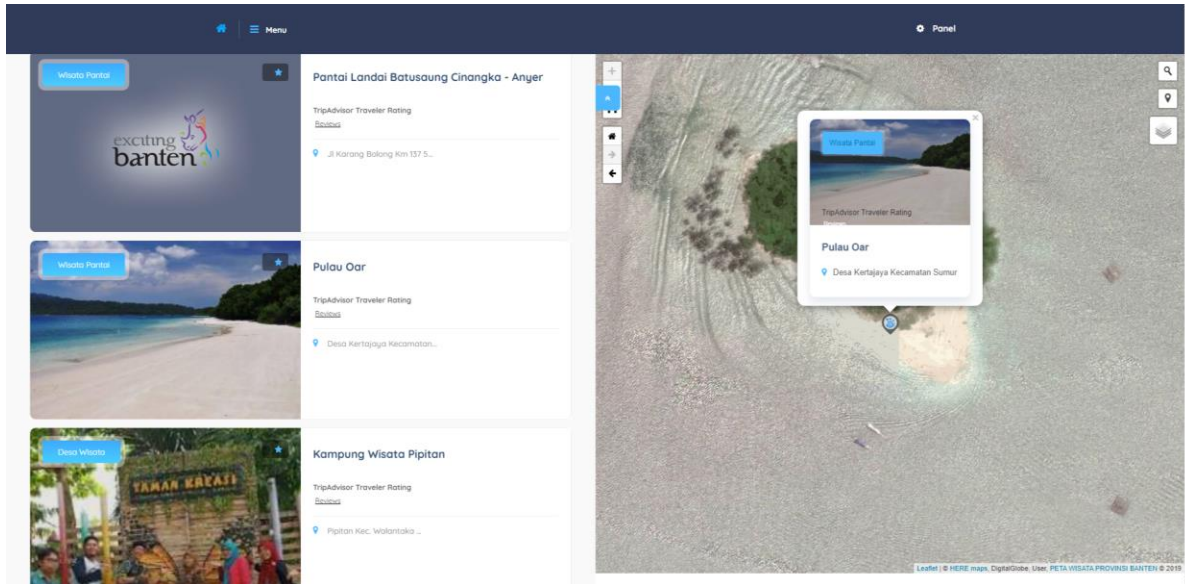 Menu
Panel
Wisata Pantai
exciting
banten
Pantai Landai Batusaung Cinangka - Anyer
TripAdvisor Traveler Rating
Reviews
Jl Karang Bolong Km 137 5...
Wisata Pantai
Pulau Oar
TripAdvisor Traveler Rating
Reviews
Desa Kertajaya Kecamatan...
Desa Wisata
TAMAN KREASI
Kampung Wisata Pipitan
TripAdvisor Traveler Rating
Reviews
Pipitan Kec. Walantaka ...
Wisata Pantai
TripAdvisor Traveler Rating
Reviews
Pulau Oar
Desa Kertajaya Kecamatan Sumur
Leaflet | © HERE maps, DigitalGlobe, User, PETA WISATA PROVINSI BANTEN © 2019